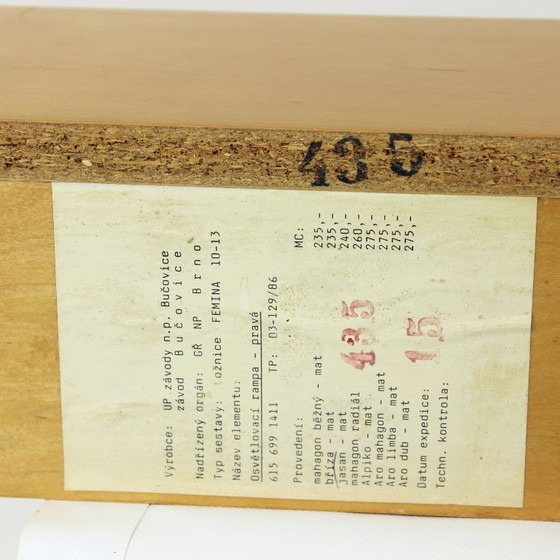 435
Výrobce: UP závody n.p. Bučovice
závod Bučovice
Nadřízený orgán: GŘ NP Brno
Typ sestavy: Ložnice FEMINA 10-13
Název elementu:
Osvětlovací rampa - pravá
615 699 1411 TP: 03-129/86
Provedení: MC:
mahagon běžný - mat 235,-
bříza - mat 235,-
jasan - mat 240,-
mahagon radiál 260,-
Alpiko - mat 275,-
Aro mahagon - mat 275,-
Aro limba - mat 275,-
Aro dub - mat 275,-
435
Datum expedice: 15
Techn. kontrola: